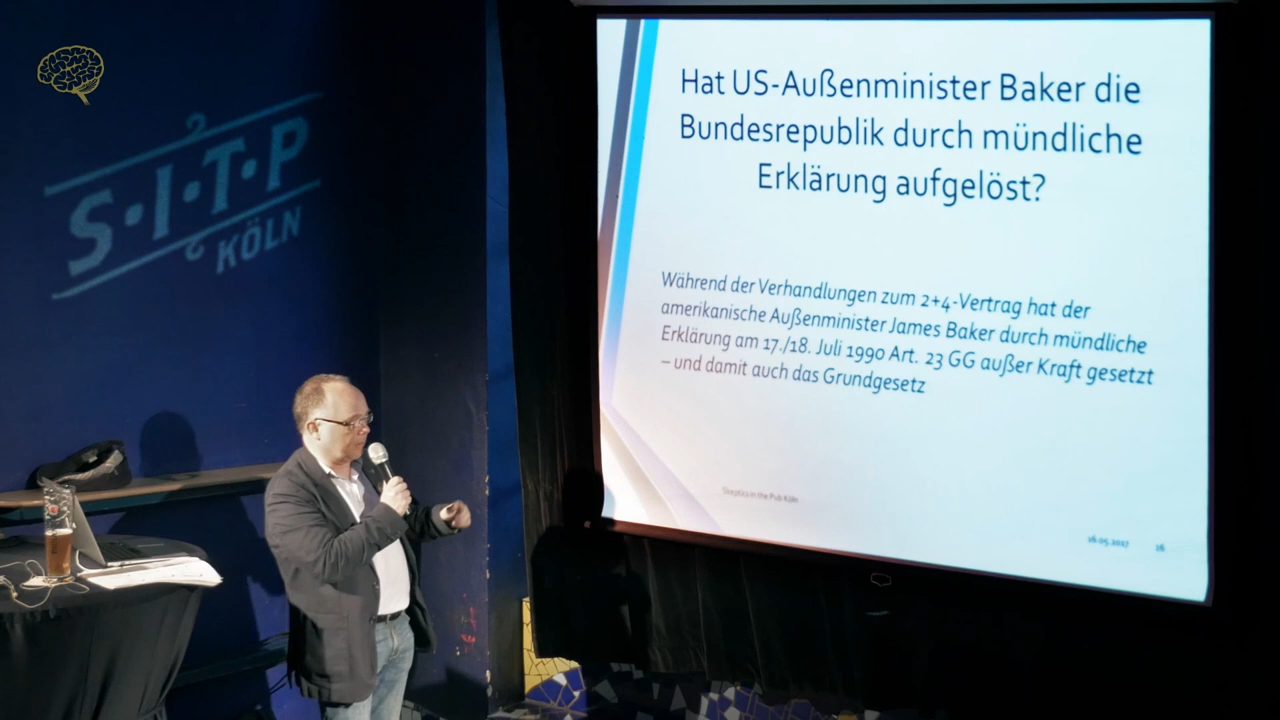 S·I·T·P
KÖLN
Hat US-Außenminister Baker die
Bundesrepublik durch mündliche
Erklärung aufgelöst?
Während der Verhandlungen zum 2+4-Vertrag hat der
amerikanische Außenminister James Baker durch mündliche
Erklärung am 17./18. Juli 1990 Art. 23 GG außer Kraft gesetzt
– und damit auch das Grundgesetz
Skeptics in the Pub Köln
16.05.2017 16